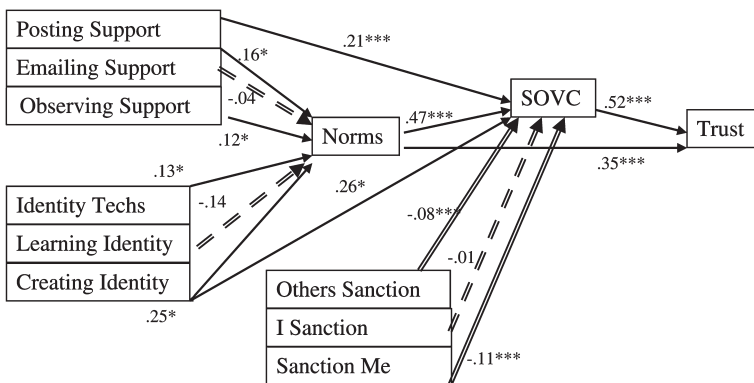 Posting Support
Emailing Support
Observing Support
.21***
.16*
-.04
.12*
Norms
.47***
SOVC
.52***
Trust
.35***
.13*
-.14
.26*
Identity Techs
Learning Identity
Creating Identity
.25*
-.08***
-.01
-.11***
Others Sanction
I Sanction
Sanction Me